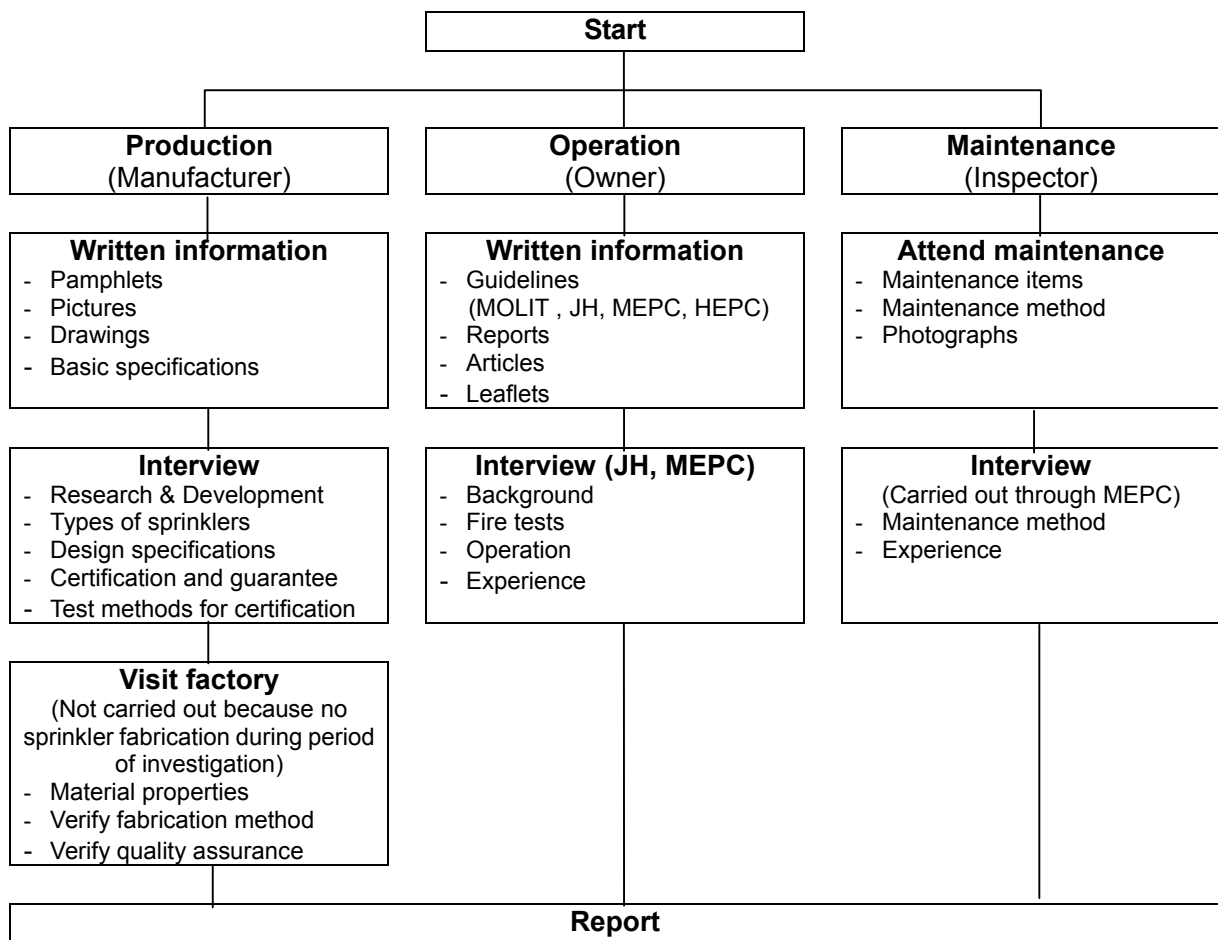 Start
Production
(Manufacturer)
Operation
(Owner)
Maintenance
(Inspector)
Written information
- Pamphlets
- Pictures
- Drawings
- Basic specifications
Written information
- Guidelines
(MOLIT , JH, MEPC, HEPC)
- Reports
- Articles
- Leaflets
Attend maintenance
- Maintenance items
- Maintenance method
- Photographs
Interview
- Research & Development
- Types of sprinklers
- Design specifications
- Certification and guarantee
- Test methods for certification
Interview (JH, MEPC)
- Background
- Fire tests
- Operation
- Experience
Interview
(Carried out through MEPC)
- Maintenance method
- Experience
Visit factory
(Not carried out because no
sprinkler fabrication during period
of investigation)
- Material properties
- Verify fabrication method
- Verify quality assurance
Report